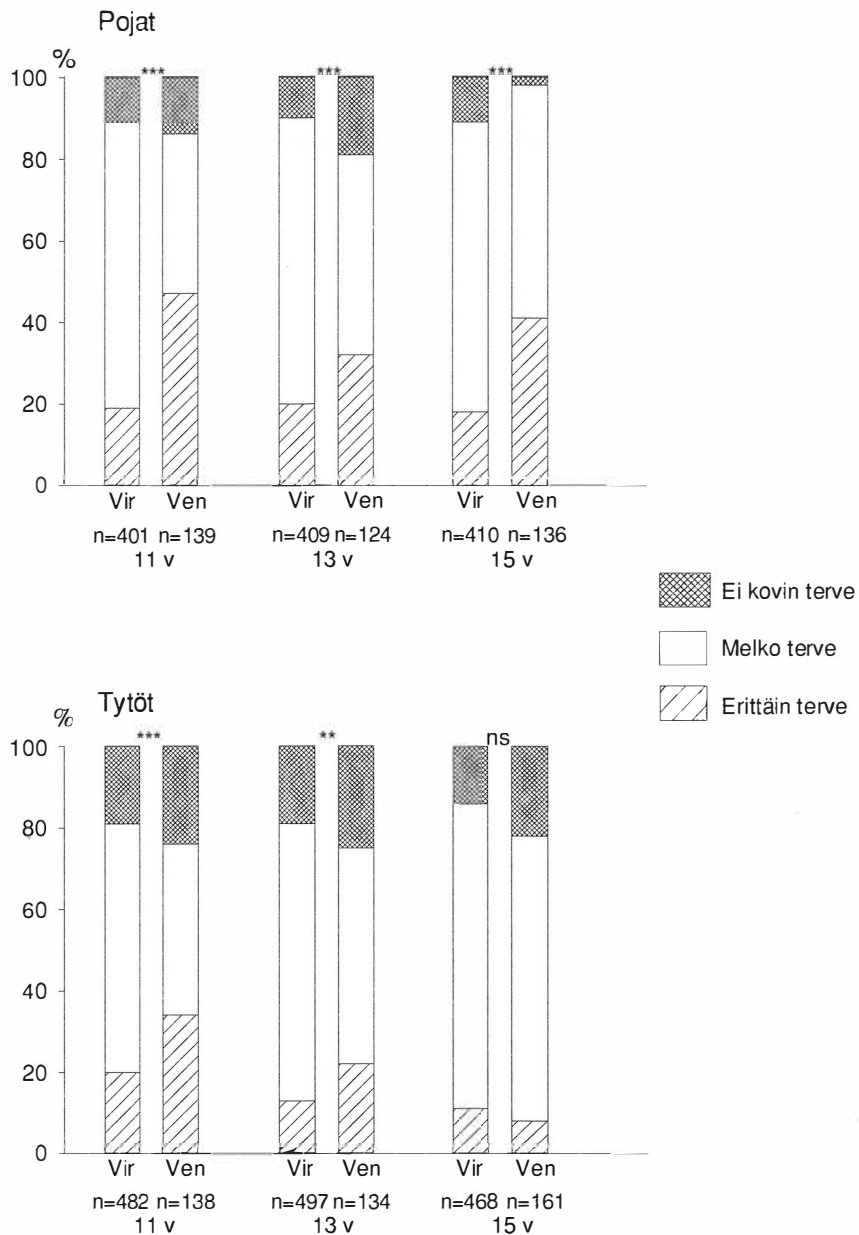 Pojat
%
*** *** ***
100
80
60
40
20
0
Vir Ven Vir Ven Vir Ven
n=401 n=139 n=409 n=124 n=410 n=136
11 v 13 v 15 v
Ei kovin terve
Melko terve
Erittäin terve
Tytöt
%
*** ** ns
100
80
60
40
20
0
Vir Ven Vir Ven Vir Ven
n=482 n=138 n=497 n=134 n=468 n=161
11 v 13 v 15 v